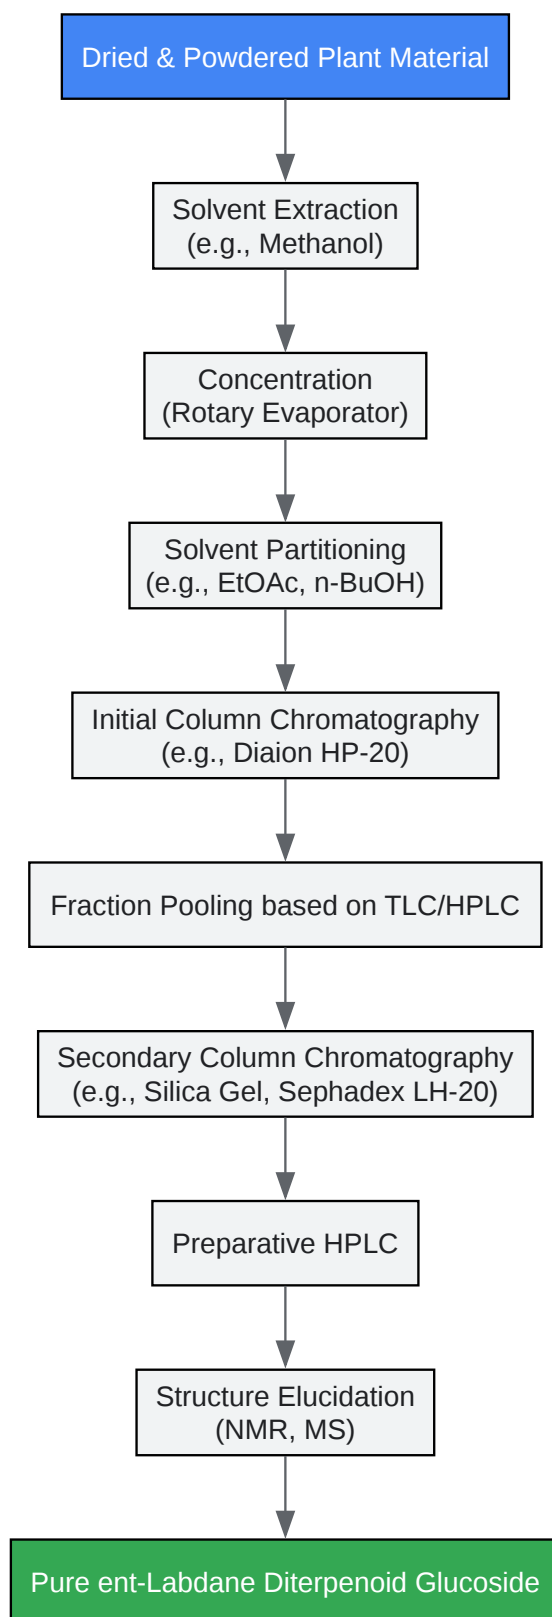 Dried & Powdered Plant Material
Solvent Extraction
(e.g., Methanol)
Concentration
(Rotary Evaporator)
Solvent Partitioning
(e.g., EtOAc, n-BuOH)
Initial Column Chromatography
(e.g., Diaion HP-20)
Fraction Pooling based on TLC/HPLC
Secondary Column Chromatography
(e.g., Silica Gel, Sephadex LH-20)
Preparative HPLC
Structure Elucidation
(NMR, MS)
Pure ent-Labdane Diterpenoid Glucoside